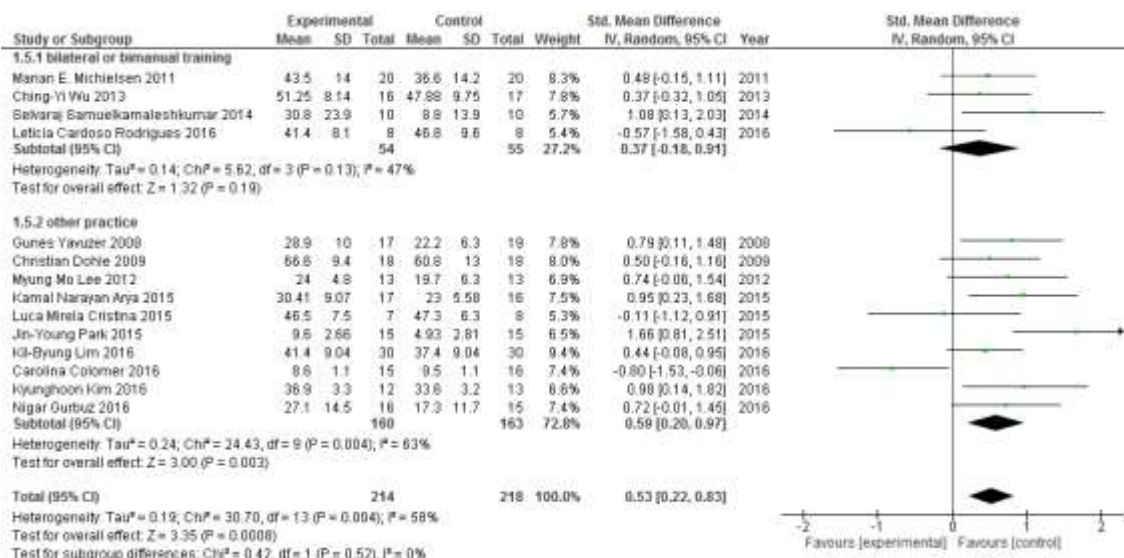 Experimental Control Std. Mean Difference Std. Mean Difference
Study or Subgroup Mean SD Total Mean SD Total Weight IV, Random, 95% CI Year IV, Random, 95% CI
1.5.1 bilateral or bimanual training
Marian E. Michielsen 2011 43.5 14 20 36.6 14.2 20 8.3% 0.48 [-0.15, 1.11] 2011
Ching-Yi Wu 2013 51.25 8.14 16 47.88 9.75 17 7.8% 0.37 [-0.32, 1.05] 2013
Selvaraj Samuelkamaleshkumar 2014 30.8 23.9 10 8.8 13.9 10 1.08 [0.13, 2.03] 2014
Leticia Cardoso Rodrigues 2016 41.4 8.1 8 46.8 9.6 8 -0.57 [-1.58, 0.43] 2016
Subtotal (95% CI) 54 55 27.2% 0.37 [-0.18, 0.91]
Heterogeneity: Tau² = 0.14; Chi² = 5.62, df = 3 (P = 0.13); I² = 47%
Test for overall effect: Z = 1.32 (P = 0.19)
1.5.2 other practice
Gunes Yavuzer 2008 28.9 10 17 22.2 6.3 19 7.8% 0.79 [0.11, 1.48] 2008
Christian Dohle 2009 66.6 9.4 18 60.8 13 18 8.0% 0.50 [-0.16, 1.16] 2009
Myung Mo Lee 2012 24 4.8 13 19.7 6.3 13 0.74 [-0.06, 1.54] 2012
Kamal Narayan Arya 2015 30.41 9.07 17 23 5.58 16 0.95 [0.23, 1.68] 2015
Luca Mirela Cristina 2015 46.5 7.5 7 47.3 6.3 8 5.3% -0.11 [-1.12, 0.91] 2015
Jin-Young Park 2015 9.6 2.66 15 4.93 2.81 15 1.66 [0.81, 2.51] 2015
Kil-Byung Lim 2016 41.4 9.04 30 37.4 9.04 30 9.4% 0.44 [-0.08, 0.95] 2016
Carolina Colomer 2016 8.6 1.1 15 9.5 1.1 16 7.4% -0.80 [-1.53, -0.06] 2016
Kyunghoon Kim 2016 36.9 3.3 12 33.6 3.2 13 0.98 [0.14, 1.82] 2016
Nigar Gurbuz 2016 27.1 14.5 16 17.3 11.7 15 7.4% 0.72 [-0.01, 1.45] 2016
Subtotal (95% CI) 160 163 72.8% 0.59 [0.20, 0.97]
Heterogeneity: Tau² = 0.24; Chi² = 24.43, df = 9 (P = 0.004); I² = 63%
Test for overall effect: Z = 3.00 (P = 0.003)
Total (95% CI) 214 218 100.0% 0.53 [0.22, 0.83]
Heterogeneity: Tau² = 0.19; Chi² = 30.70, df = 13 (P = 0.004); I² = 58%
Test for overall effect: Z = 3.35 (P = 0.0008)
Test for subgroup differences: Chi² = 0.42, df = 1 (P = 0.52), I² = 0%
-2 -1 0 1 2
Favours [experimental] Favours [control]